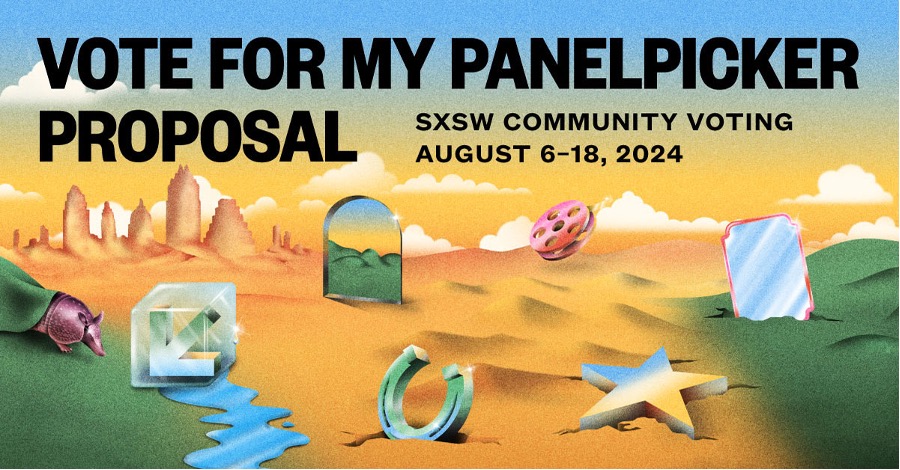 VOTE FOR MY PANELPICKER
PROPOSAL
SXSW COMMUNITY VOTING
AUGUST 6–18, 2024